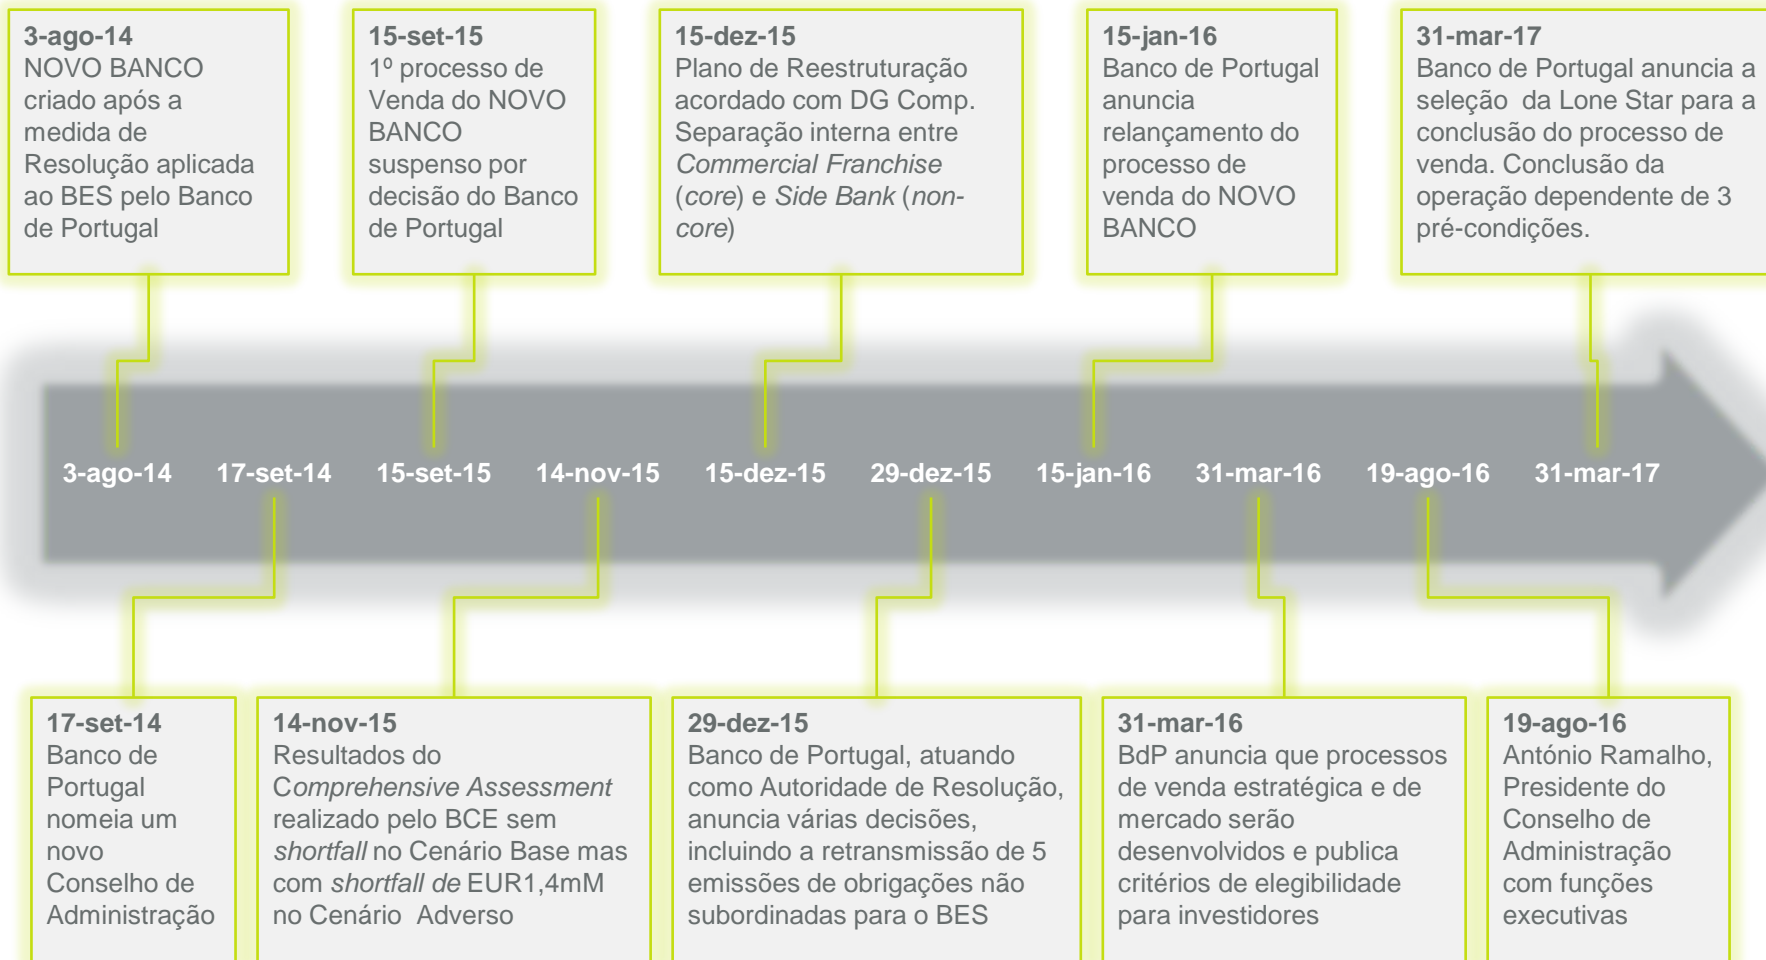 3-ago-14
NOVO BANCO
criado após a
medida de
Resolução aplicada
ao BES pelo Banco
de Portugal
15-set-15
1º processo de
Venda do NOVO
BANCO
suspenso por
decisão do Banco
de Portugal
15-dez-15
Plano de Reestruturação
acordado com DG Comp.
Separação interna entre
Commercial Franchise
(core) e Side Bank (non-
core)
15-jan-16
Banco de Portugal
anuncia
relançamento do
processo de
venda do NOVO
BANCO
31-mar-17
Banco de Portugal anuncia a
seleção da Lone Star para a
conclusão do processo de
venda. Conclusão da
operação dependente de 3
pré-condições.
3-ago-14 17-set-14 15-set-15 14-nov-15 15-dez-15 29-dez-15 15-jan-16 31-mar-16 19-ago-16 31-mar-17
17-set-14
Banco de
Portugal
nomeia um
novo
Conselho de
Administração
14-nov-15
Resultados do
Comprehensive Assessment
realizado pelo BCE sem
shortfall no Cenário Base mas
com shortfall de EUR1,4mM
no Cenário Adverso
29-dez-15
Banco de Portugal, atuando
como Autoridade de Resolução,
anuncia várias decisões,
incluindo a retransmissão de 5
emissões de obrigações não
subordinadas para o BES
31-mar-16
BdP anuncia que processos
de venda estratégica e de
mercado serão
desenvolvidos e publica
critérios de elegibilidade
para investidores
19-ago-16
António Ramalho,
Presidente do
Conselho de
Administração
com funções
executivas